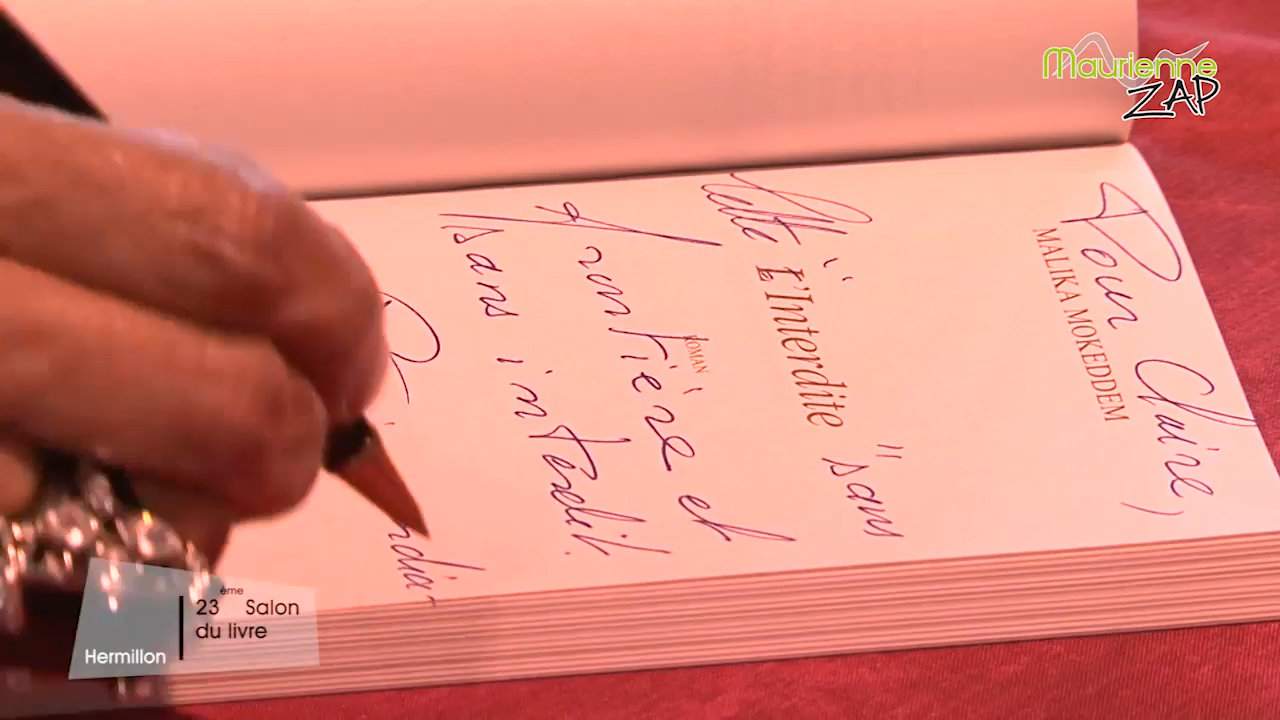 Maurienne
ZAP
Pour Claire,
MALIKA MOKEDDEM
Cette
"L'Interdite" sans
ROMAN
frontière et
sans interdit!
23ème Salon
du livre
Hermillon